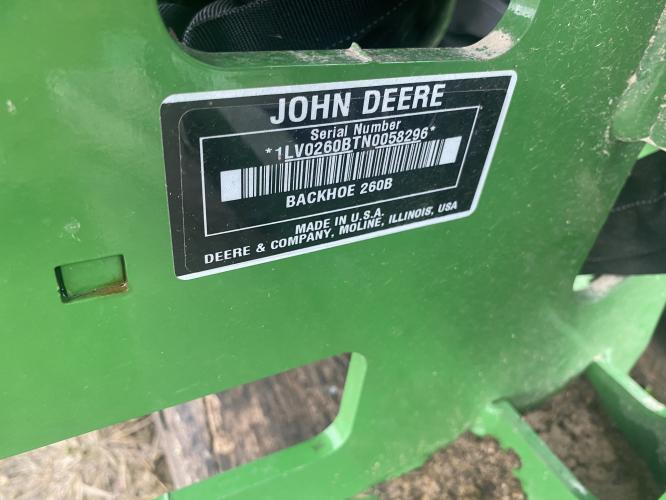 JOHN DEERE
Serial Number
*1LV0260BTN0058296*
BACKHOE 260B
MADE IN U.S.A.
DEERE & COMPANY, MOLINE, ILLINOIS, USA